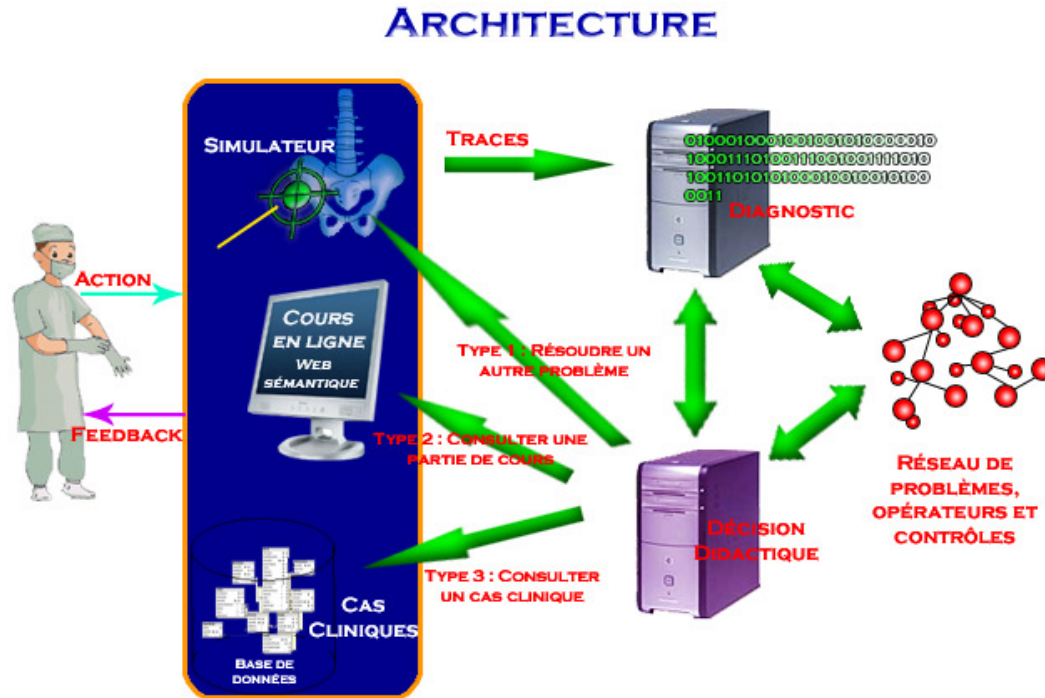 ARCHITECTURE
SIMULATEUR
TRACES
0100010001001001010000010
1000111010011100100111010
1001101010100010010010100
0011
DIAGNOSTIC
ACTION
FEEDBACK
COURS
EN LIGNE
WEB
SÉMANTIQUE
TYPE 1 : RÉSOUDRE UN
AUTRE PROBLÈME
TYPE 2 : CONSULTER UNE
PARTIE DE COURS
TYPE 3 : CONSULTER
UN CAS CLINIQUE
DÉCISION
DIDACTIQUE
RÉSEAU DE
PROBLÈMES,
OPÉRATEURS ET
CONTRÔLES
CAS
CLINIQUES
BASE DE
DONNÉES